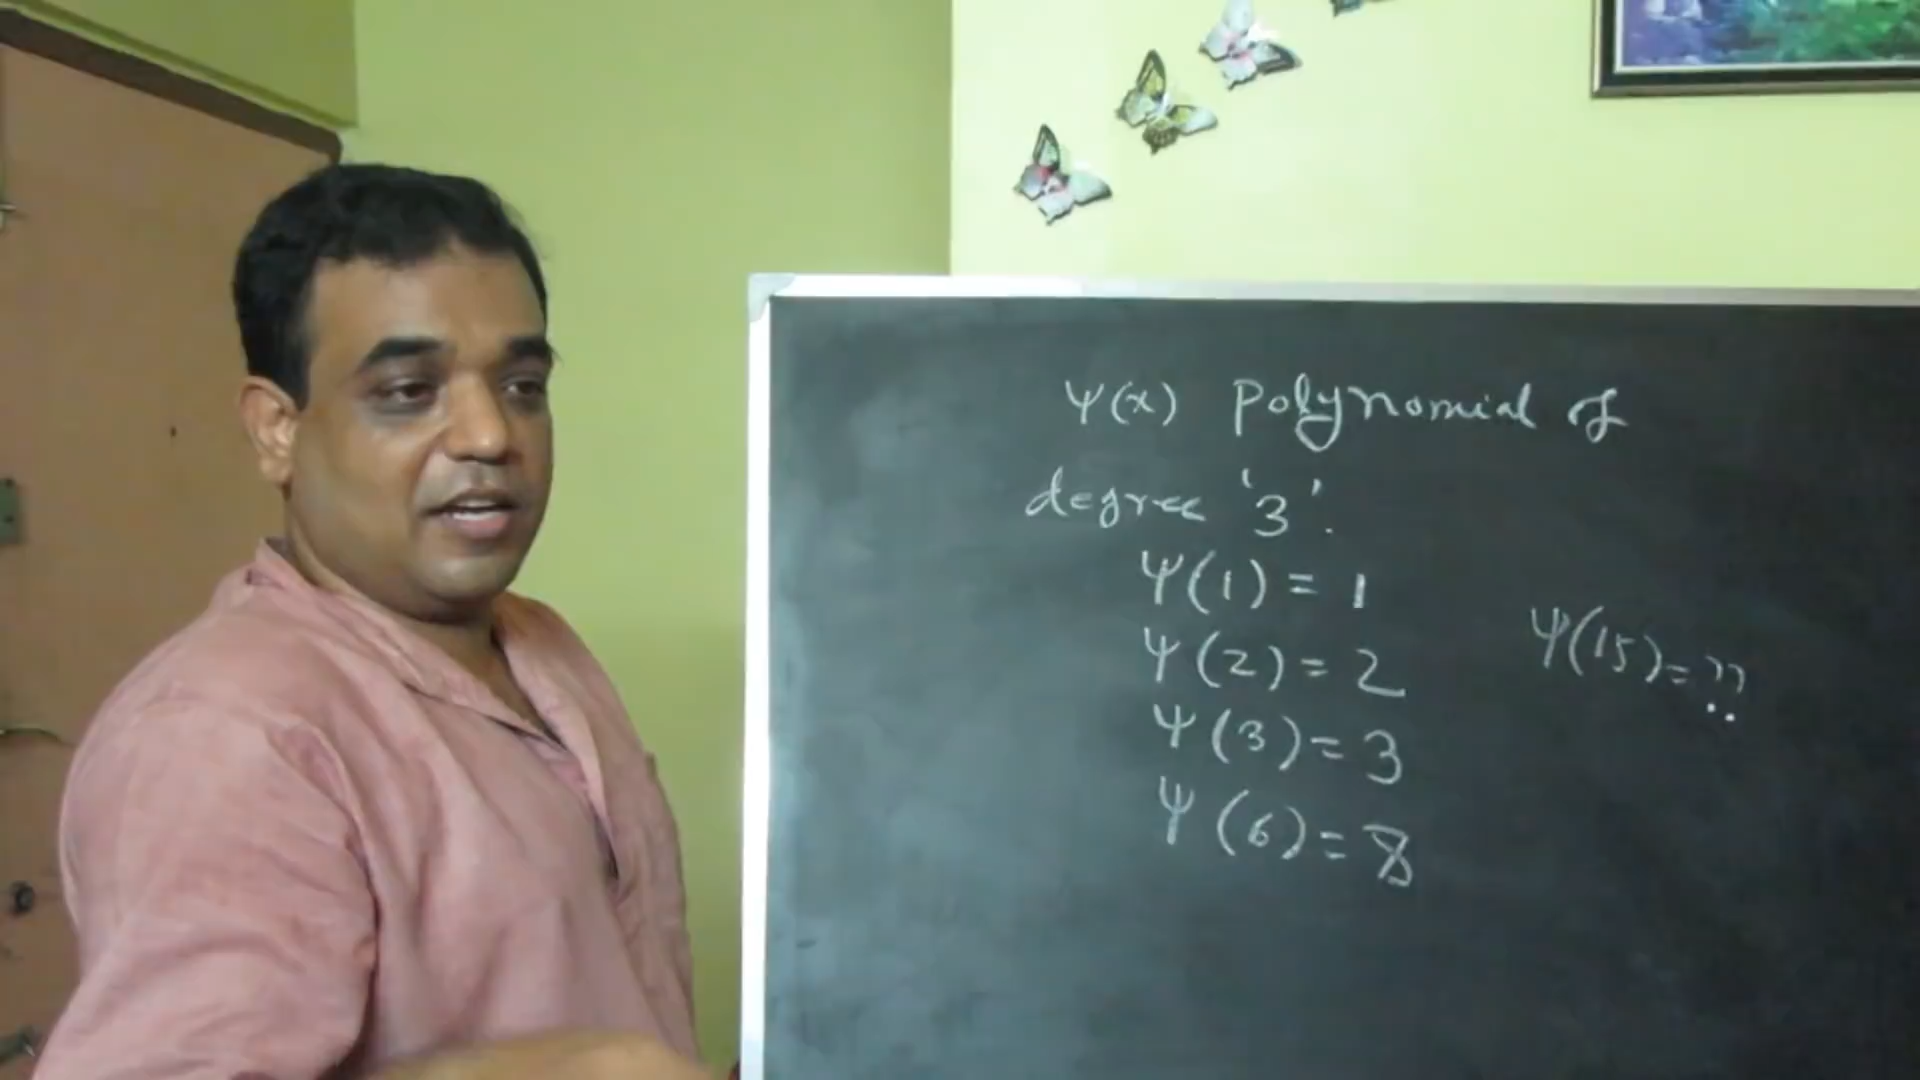 Ψ(x) Polynomial of
degree '3'.
Ψ(1) = 1
Ψ(2) = 2
Ψ(3) = 3
Ψ(6) = 8
Ψ(15) = ??